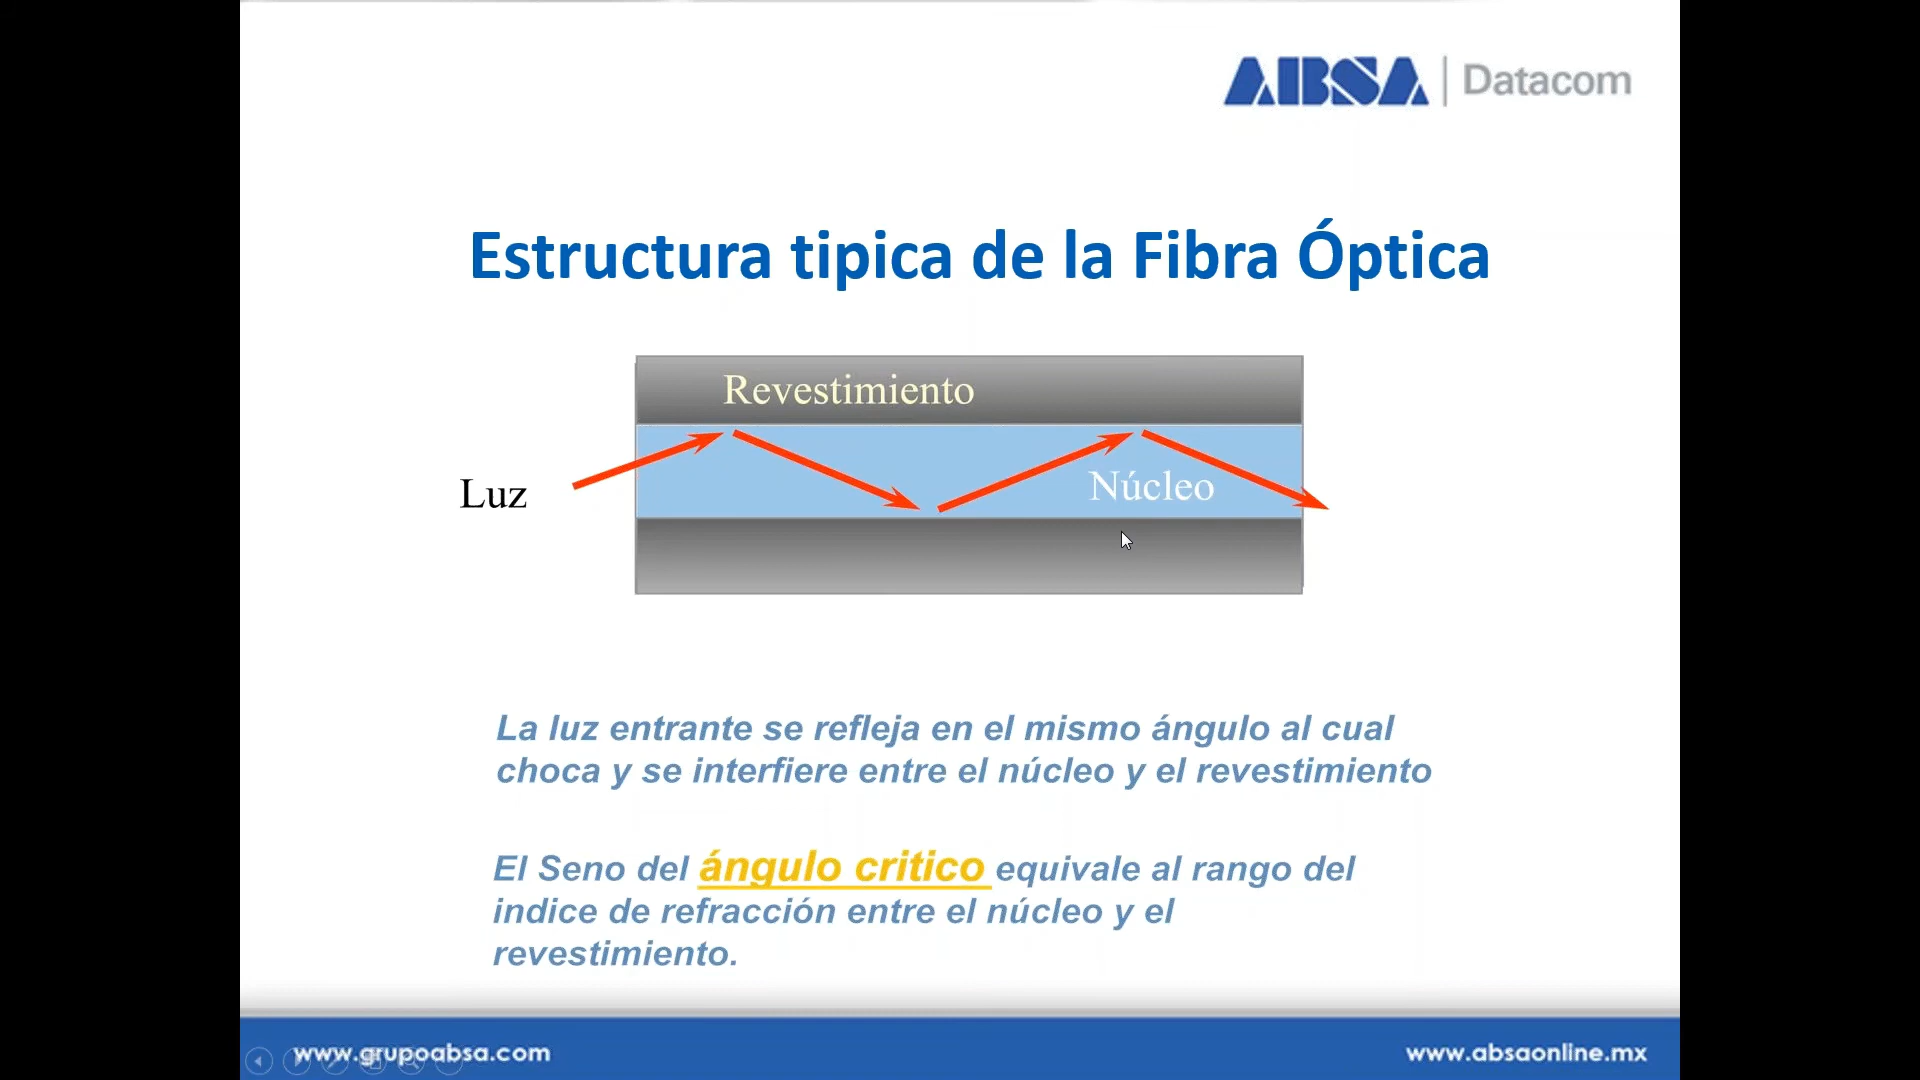 ABSA | Datacom
Estructura tipica de la Fibra Óptica
Revestimiento
Luz
Núcleo
La luz entrante se refleja en el mismo ángulo al cual
choca y se interfiere entre el núcleo y el revestimiento
El Seno del ángulo critico equivale al rango del
indice de refracción entre el núcleo y el
revestimiento.
www.grupoabsa.com
www.absaonline.mx